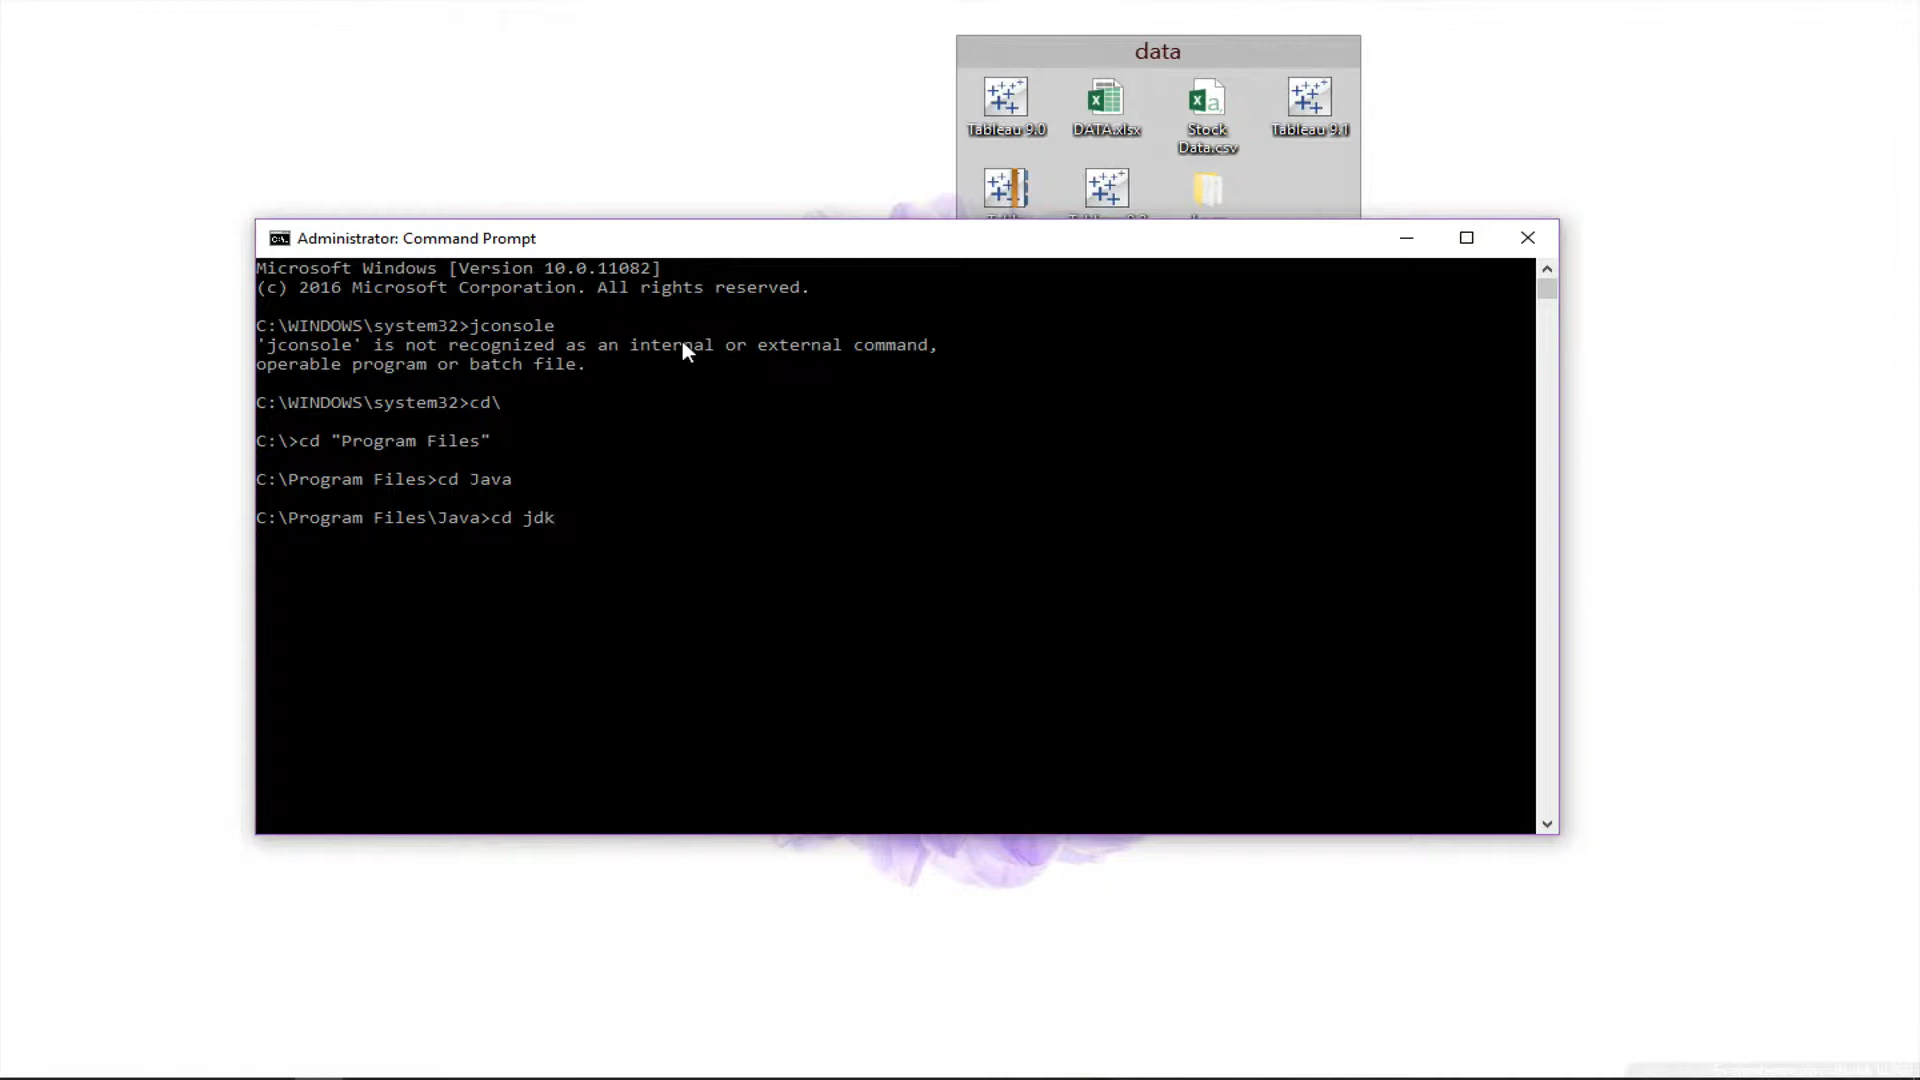 data
Tableau 9.0
DATA.xlsx
Stock
Data.csv
Tableau 9.1
Administrator: Command Prompt
Microsoft Windows [Version 10.0.11082]
(c) 2016 Microsoft Corporation. All rights reserved.
C:\WINDOWS\system32>jconsole
'jconsole' is not recognized as an internal or external command,
operable program or batch file.
C:\WINDOWS\system32>cd\
C:\>cd "Program Files"
C:\Program Files>cd Java
C:\Program Files\Java>cd jdk